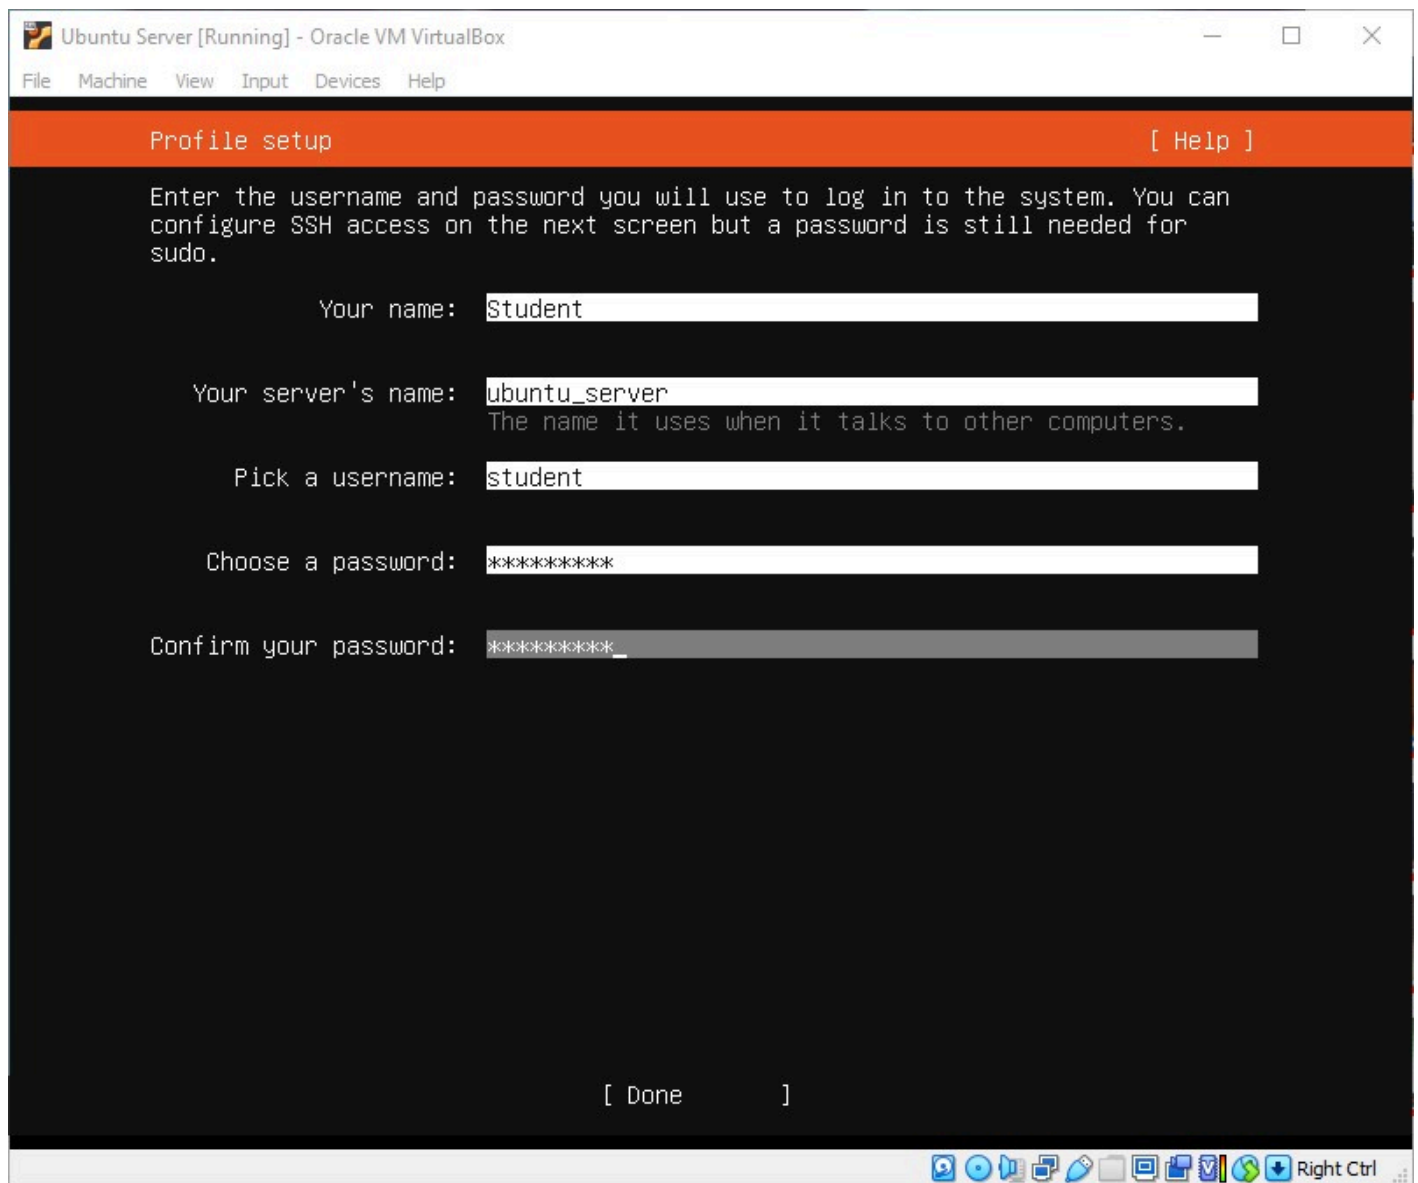 Ubuntu Server [Running] - Oracle VM VirtualBox
File Machine View Input Devices Help
Profile setup [ Help ]
Enter the username and password you will use to log in to the system. You can
configure SSH access on the next screen but a password is still needed for
sudo.
Your name: Student
Your server's name: ubuntu_server
The name it uses when it talks to other computers.
Pick a username: student
Choose a password: *********
Confirm your password: *********_
[ Done ]
Right Ctrl